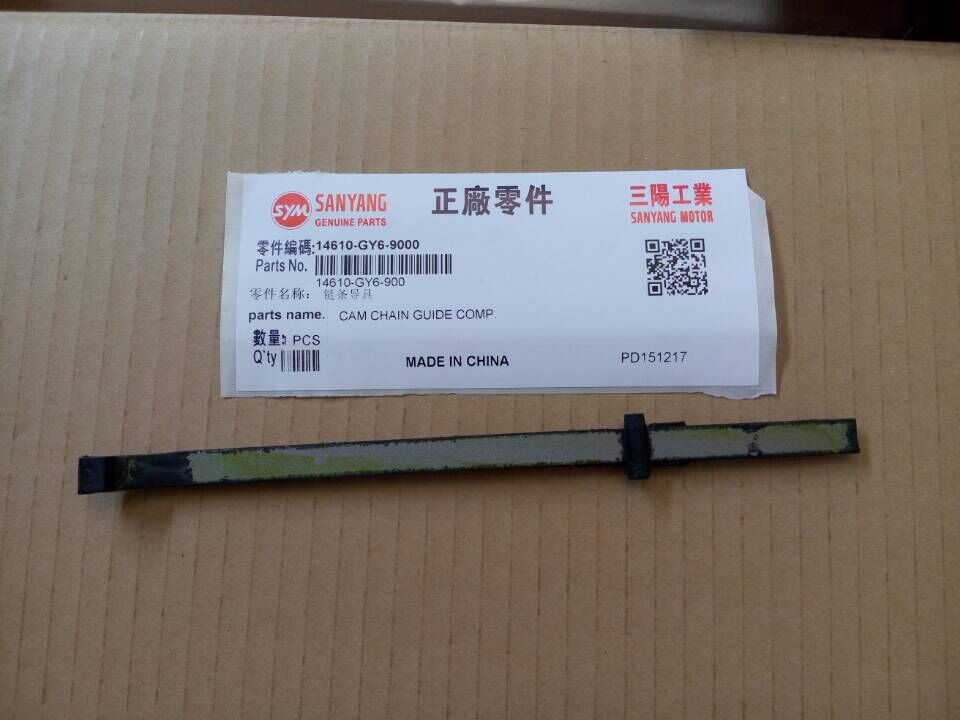 SYM SANYANG
GENUINE PARTS
正廠零件
三陽工業
SANYANG MOTOR
零件編碼:14610-GY6-9000
Parts No.
14610-GY6-900
零件名称: 链条导具
parts name. CAM CHAIN GUIDE COMP
數量: PCS
Q`ty
MADE IN CHINA
PD151217